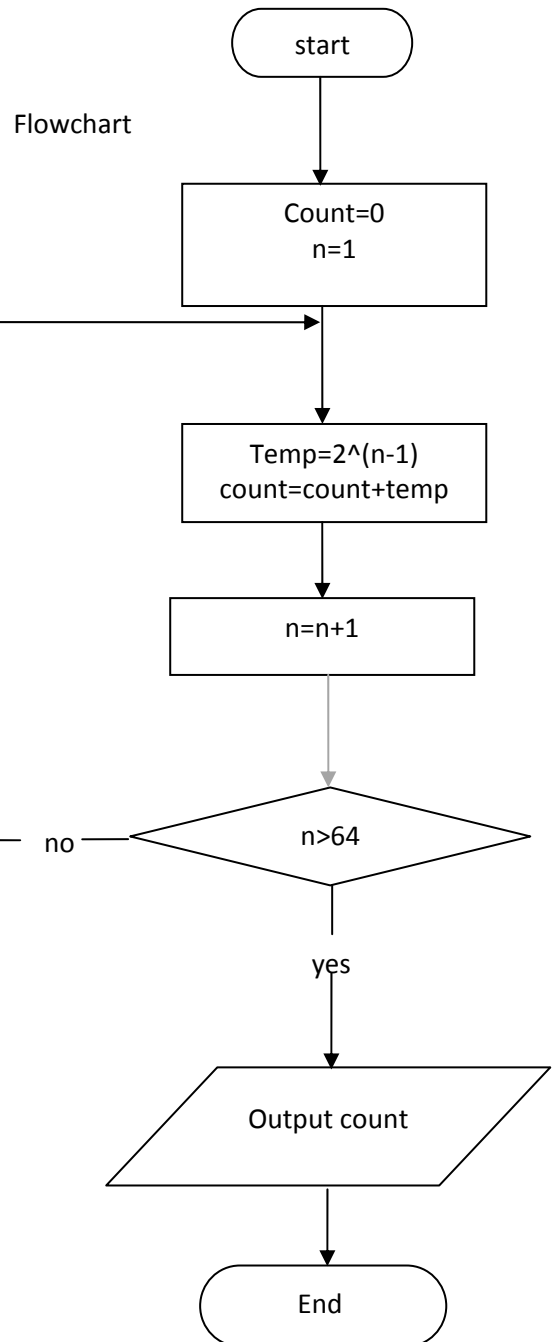 start
Flowchart
Count=0
n=1
Temp=2^(n-1)
count=count+temp
n=n+1
n>64
no
yes
Output count
End